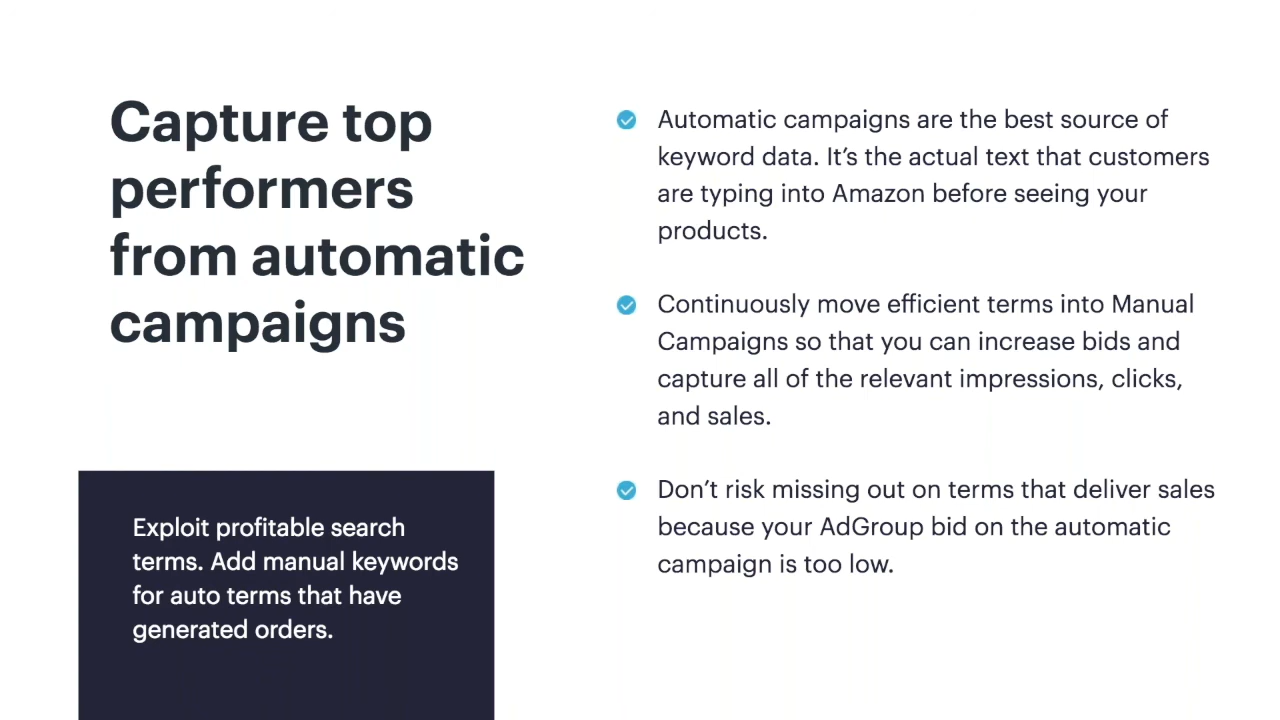 Capture top
performers
from automatic
campaigns
Exploit profitable search
terms. Add manual keywords
for auto terms that have
generated orders.
Automatic campaigns are the best source of
keyword data. It’s the actual text that customers
are typing into Amazon before seeing your
products.
Continuously move efficient terms into Manual
Campaigns so that you can increase bids and
capture all of the relevant impressions, clicks,
and sales.
Don’t risk missing out on terms that deliver sales
because your AdGroup bid on the automatic
campaign is too low.